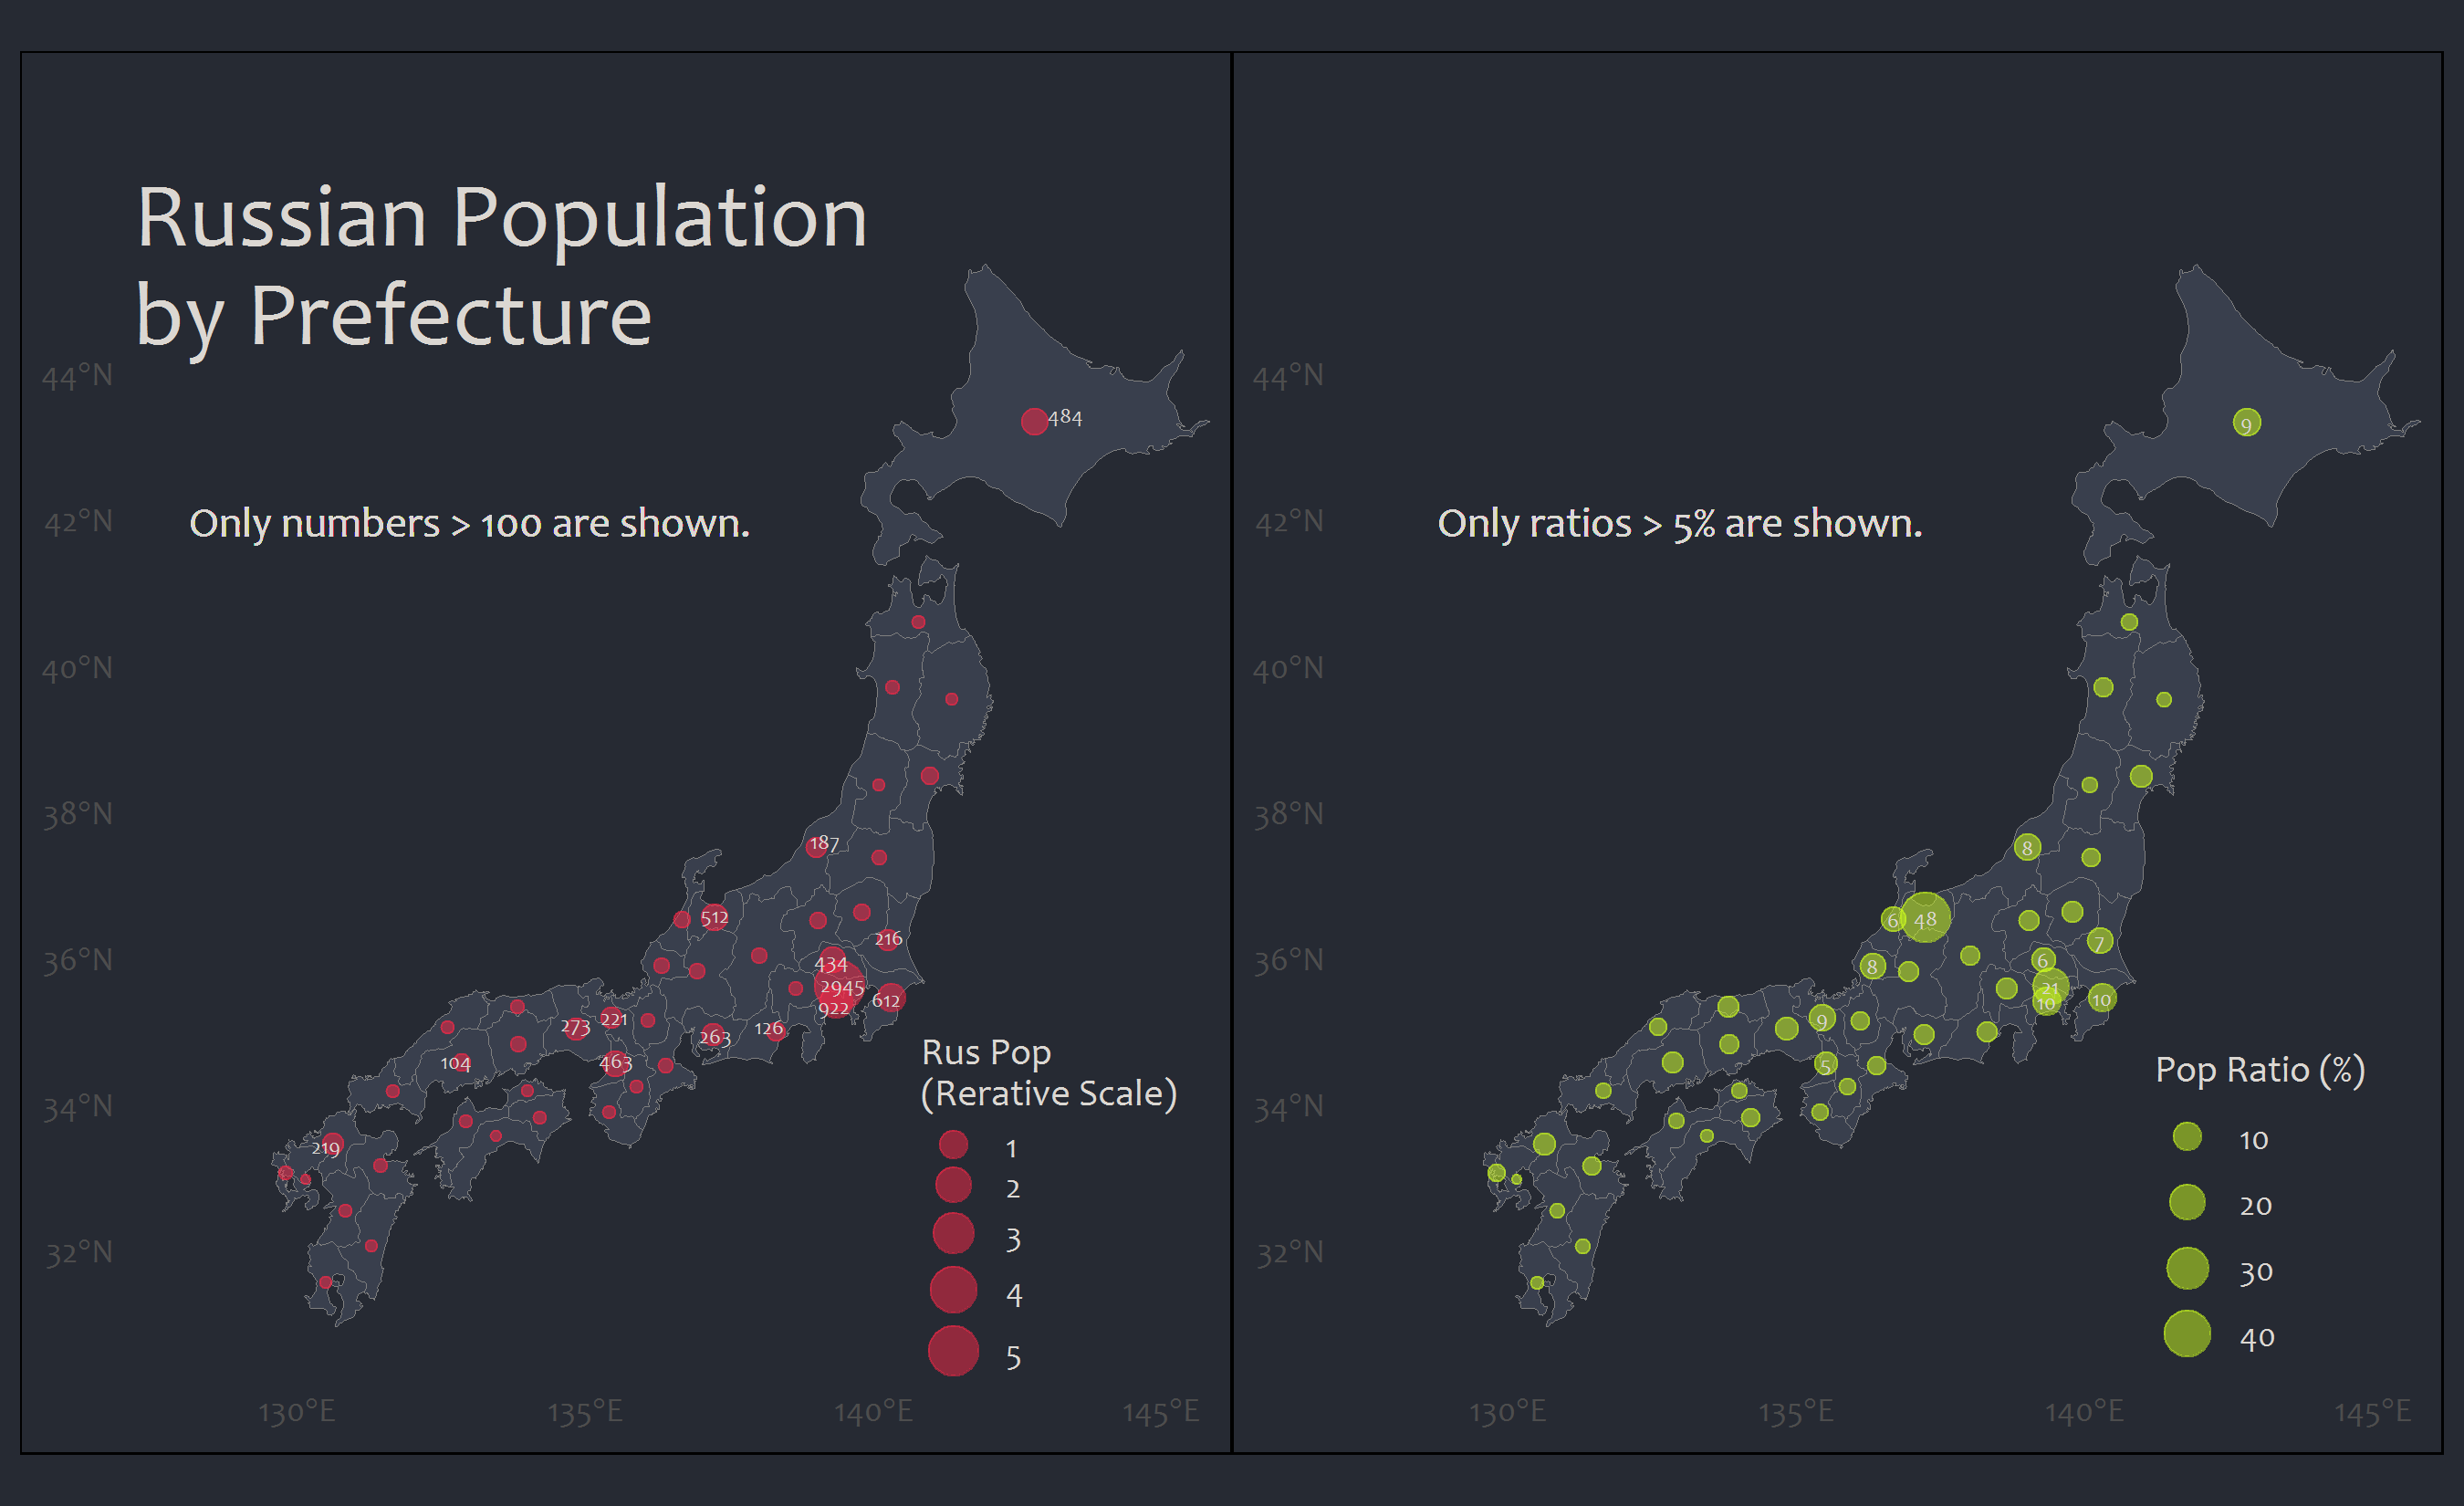 Russian Population
by Prefecture
Only numbers > 100 are shown.
44°N
42°N
40°N
38°N
36°N
34°N
32°N
130°E
135°E
140°E
145°E
484
187
512
216
434
2945
922
612
273
221
263
126
104
463
219
Rus Pop
(Rerative Scale)
1
2
3
4
5
Only ratios > 5% are shown.
44°N
42°N
40°N
38°N
36°N
34°N
32°N
130°E
135°E
140°E
145°E
9
8
6
48
7
8
6
21
10
10
9
5
Pop Ratio (%)
10
20
30
40